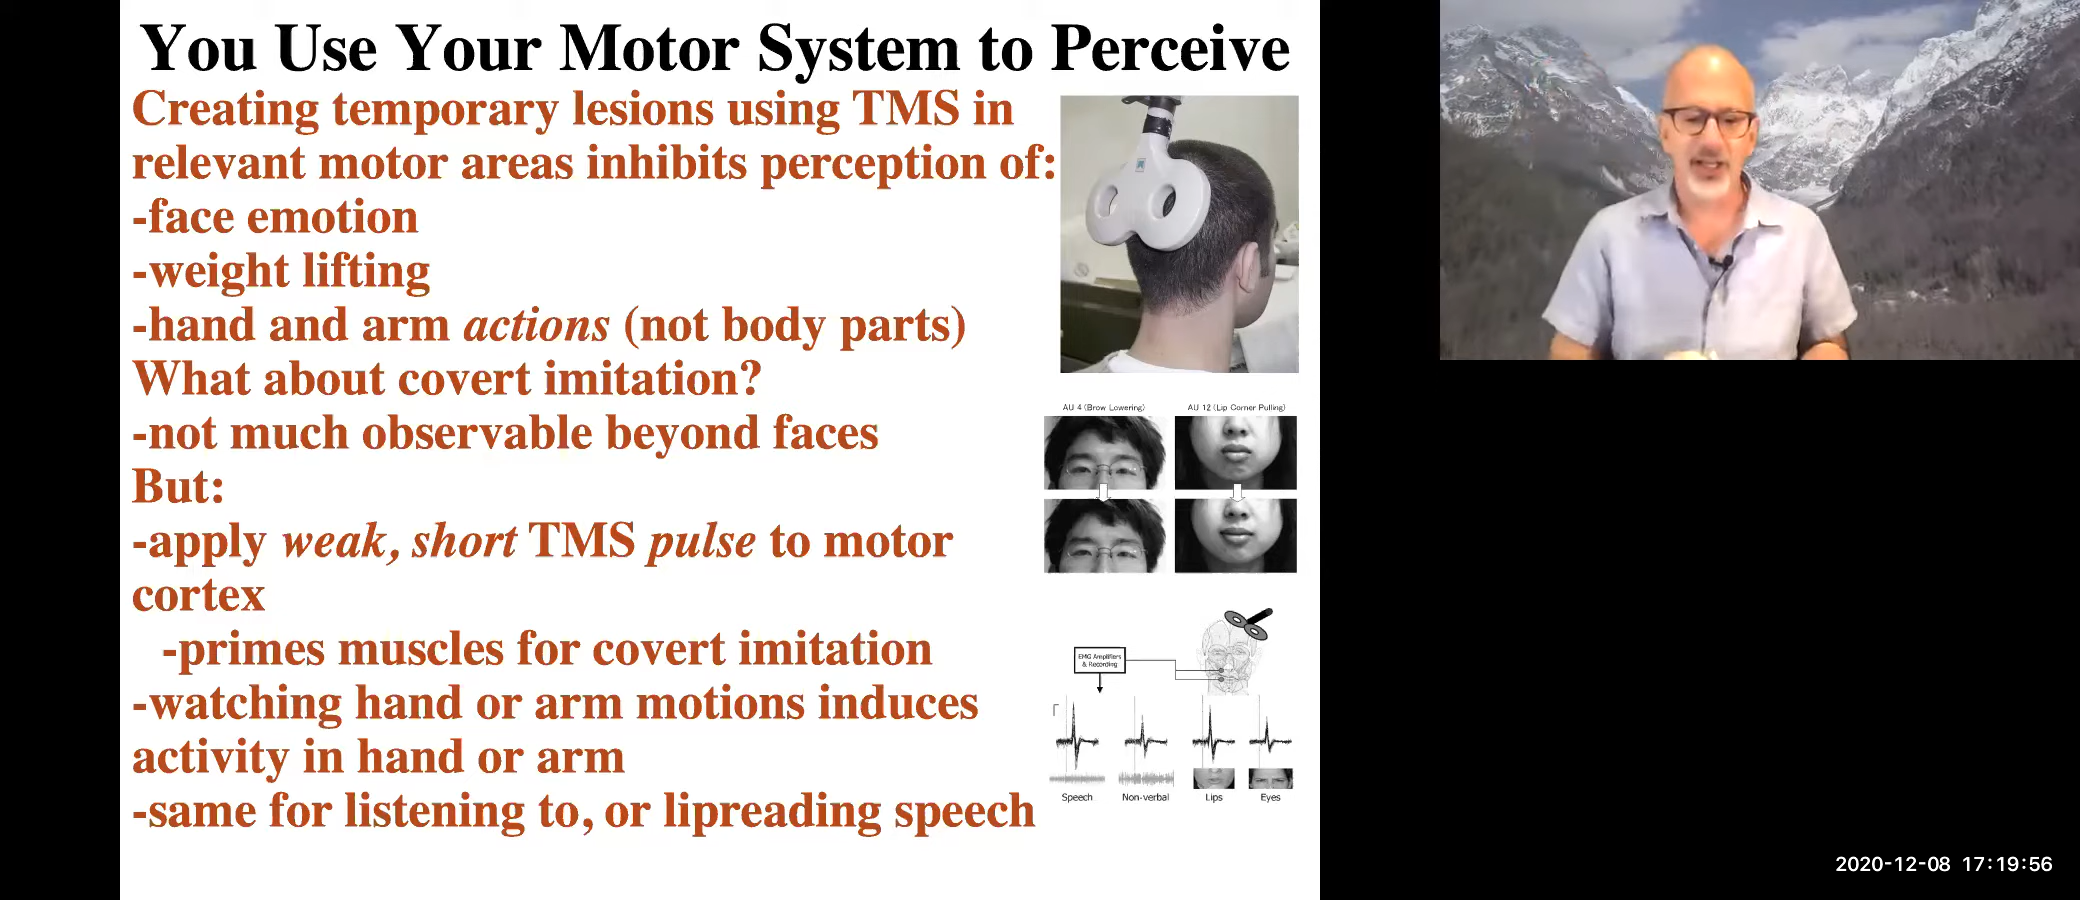 You Use Your Motor System to Perceive
Creating temporary lesions using TMS in
relevant motor areas inhibits perception of:
-face emotion
-weight lifting
-hand and arm actions (not body parts)
What about covert imitation?
-not much observable beyond faces
But:
-apply weak, short TMS pulse to motor
cortex
-primes muscles for covert imitation
-watching hand or arm motions induces
activity in hand or arm
-same for listening to, or lipreading speech
AU 4 (Brow Lowering)
AU 12 (Lip Corner Pulling)
EMG Amplifiers
& Recording
Speech
Non-verbal
Lips
Eyes
2020-12-08 17:19:56